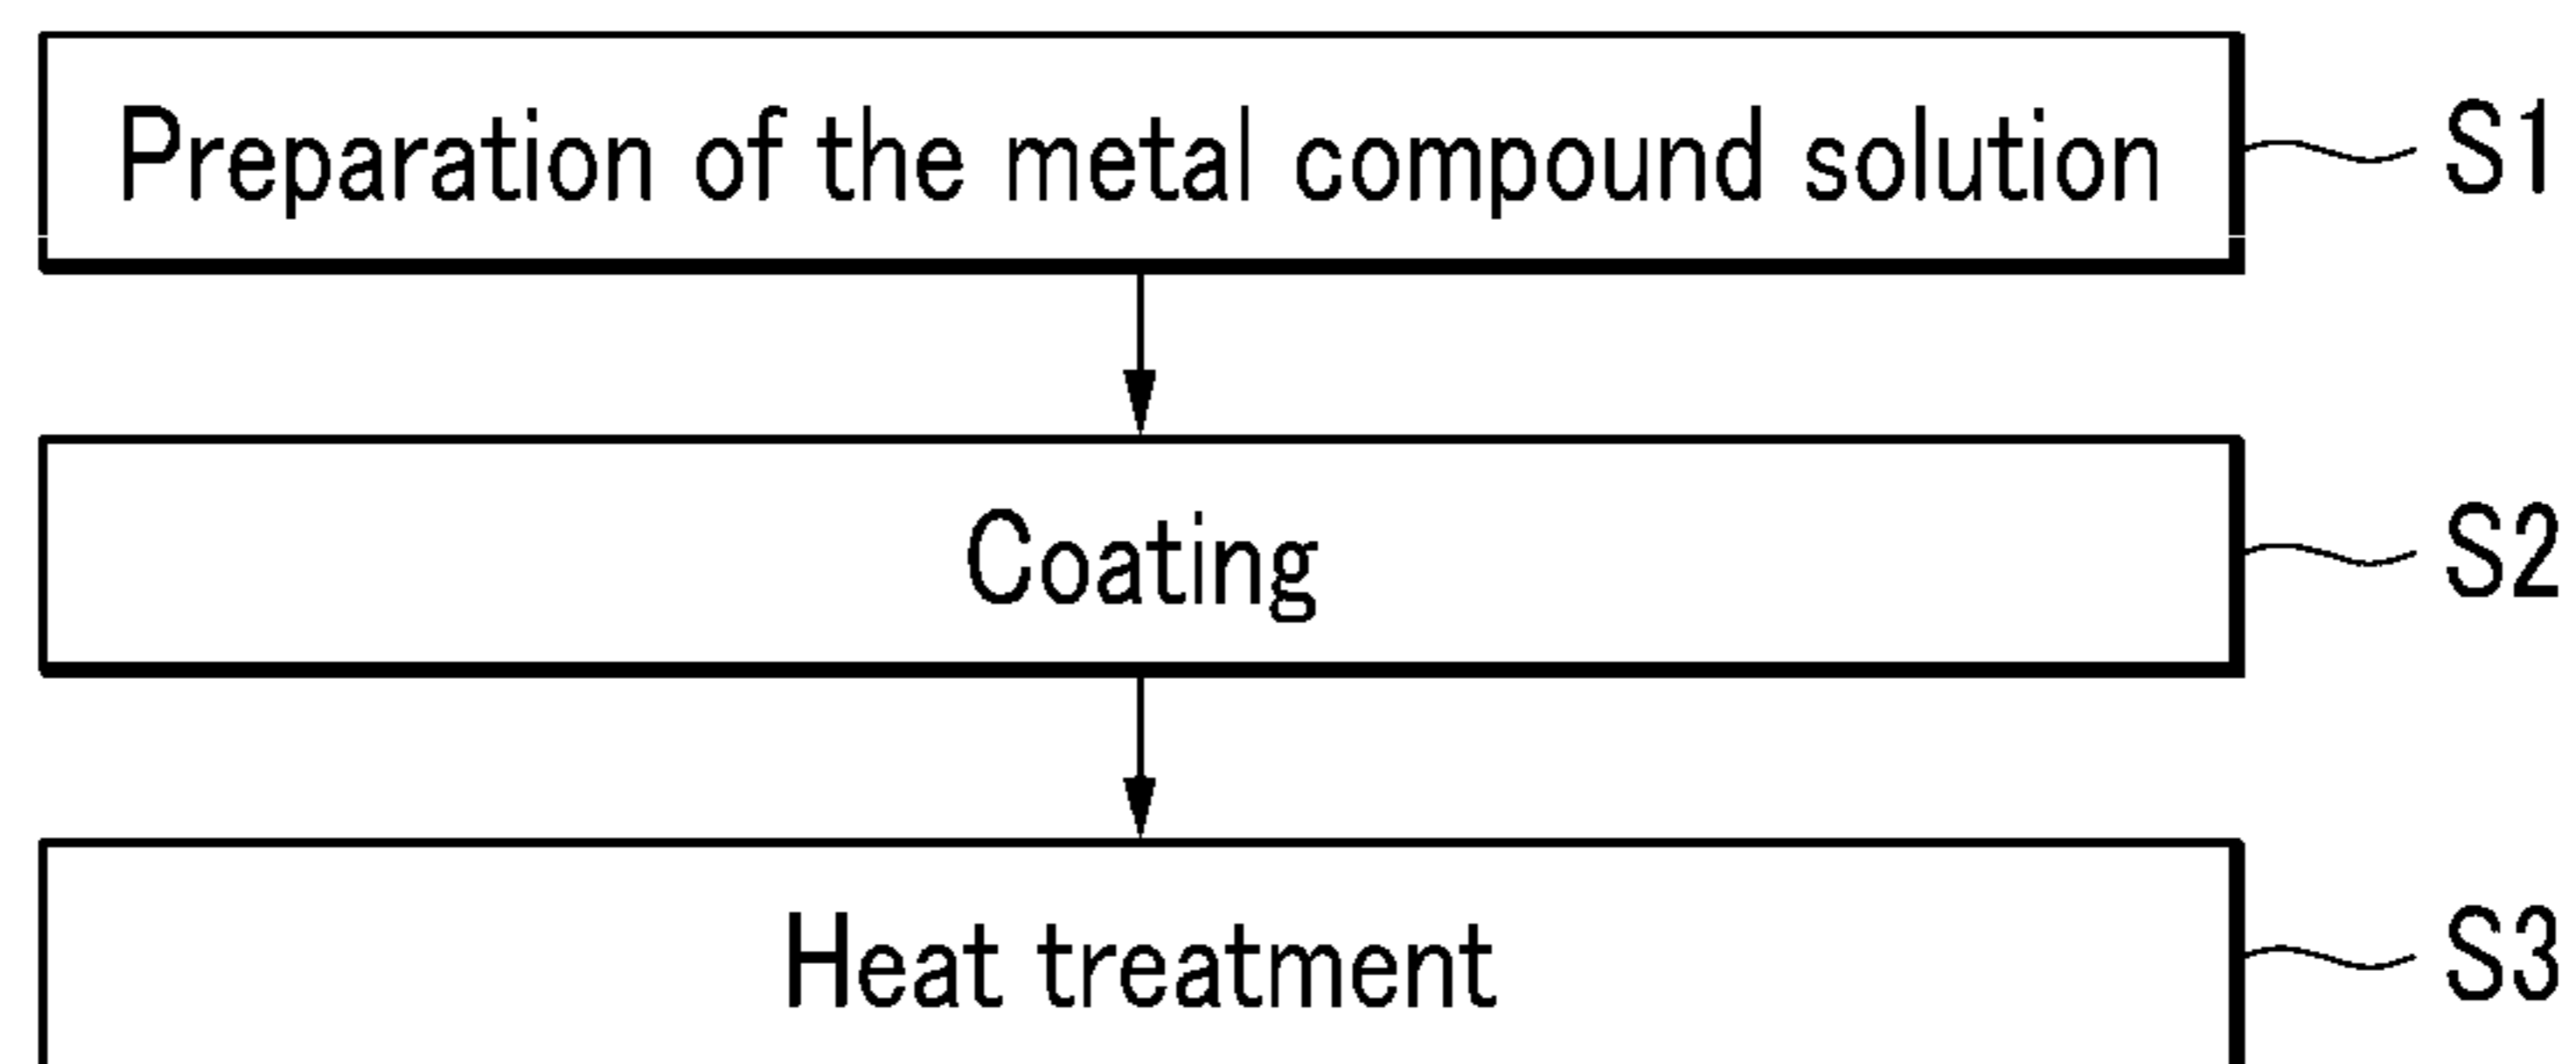 Preparation of the metal compound solution S1
Coating S2
Heat treatment S3